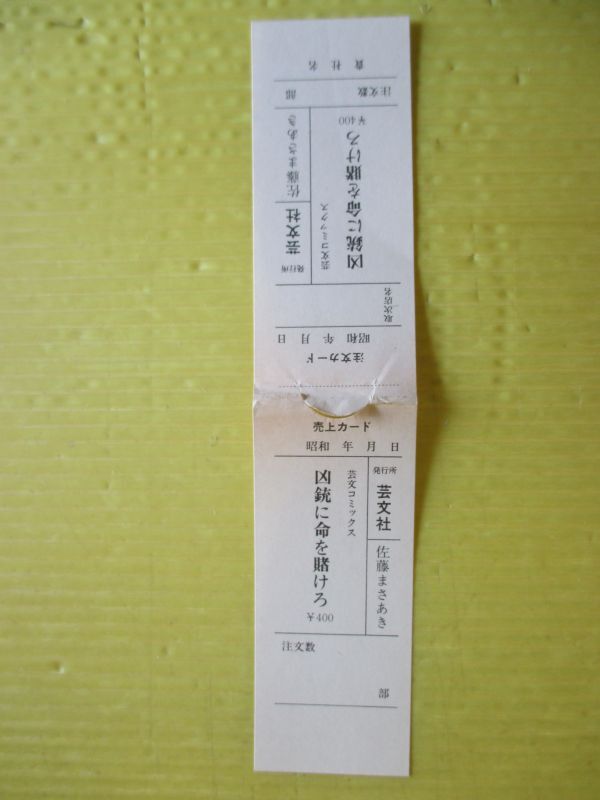 貴社名
注文数 部
凶銃に命を賭けろ
¥400
芸文コミックス
佐藤まさあき
発行所 芸文社
取次店名
昭和 年 月 日
注文カード
売上カード
昭和 年 月 日
発行所 芸文社
佐藤まさあき
芸文コミックス
凶銃に命を賭けろ
¥400
注文数
部